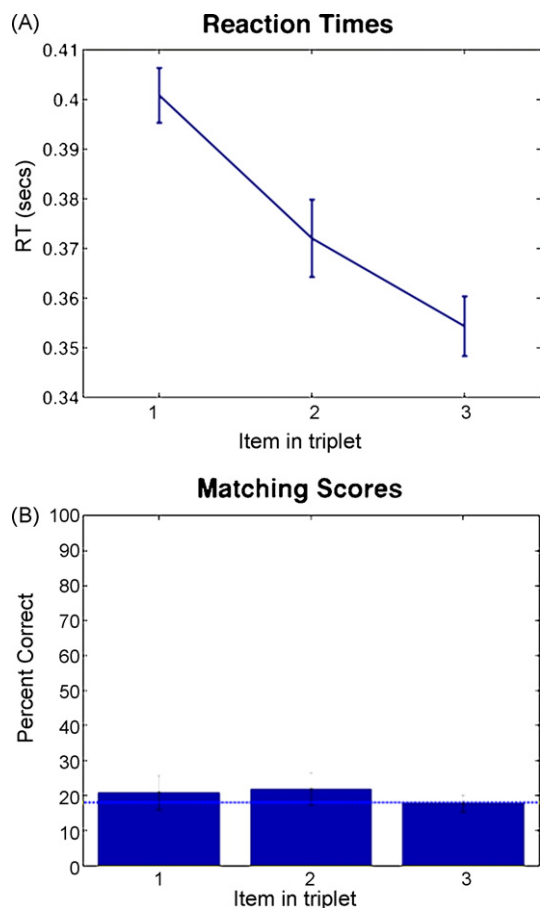 (A)
Reaction Times
0.41
0.4
0.39
0.38
0.37
0.36
0.35
0.34
RT (secs)
1 2 3
Item in triplet
(B)
Matching Scores
100
90
80
70
60
50
40
30
20
10
0
Percent Correct
1 2 3
Item in triplet